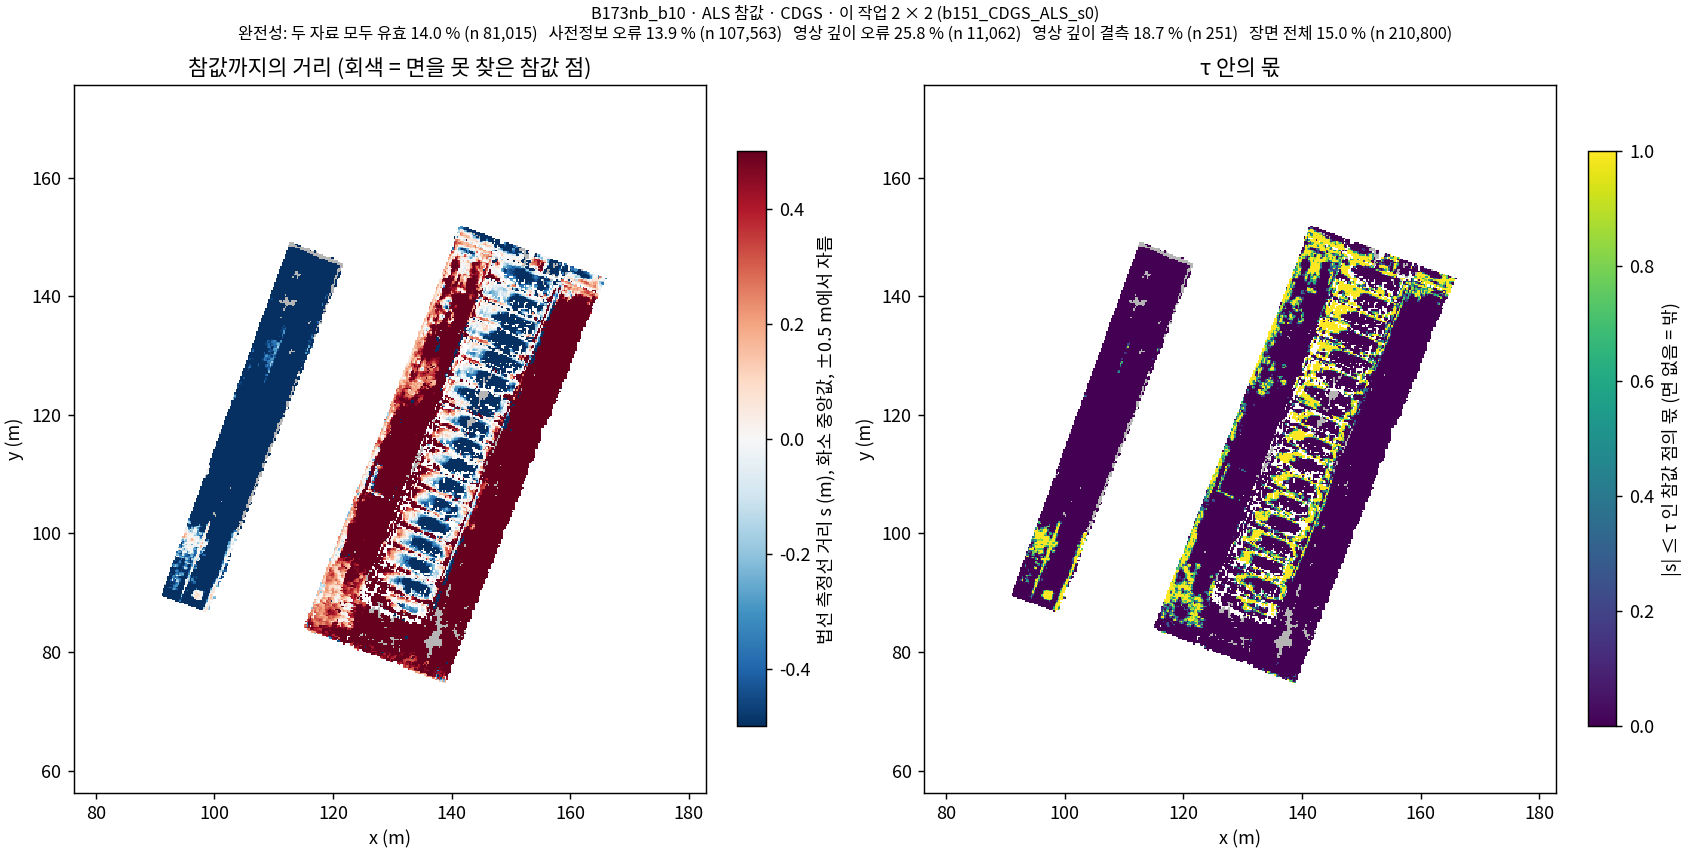 B173nb_b10 · ALS 참값 · CDGS · 이 작업 2 × 2 (b151_CDGS_ALS_s0)
완전성: 두 자료 모두 유효 14.0 % (n 81,015)   사전정보 오류 13.9 % (n 107,563)   영상 깊이 오류 25.8 % (n 11,062)   영상 깊이 결측 18.7 % (n 251)   장면 전체 15.0 % (n 210,800)
참값까지의 거리 (회색 = 면을 못 찾은 참값 점)
160
140
120
100
80
60
y (m)
80 100 120 140 160 180
x (m)
0.4
0.2
0.0
-0.2
-0.4
법선 측정선 거리 s (m), 화소 중앙값, ±0.5 m에서 자름
τ 안의 몫
160
140
120
100
80
60
y (m)
80 100 120 140 160 180
x (m)
1.0
0.8
0.6
0.4
0.2
0.0
|s| ≤ τ 인 참값 점의 몫 (면 없음 = 밖)